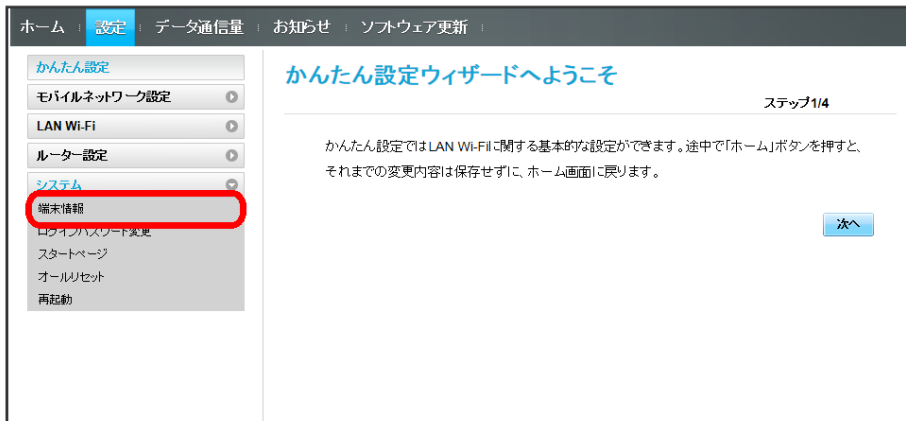 ホーム 設定 データ通信量 お知らせ ソフトウェア更新
かんたん設定
モバイルネットワーク設定
LAN Wi-Fi
ルーター設定
システム
端末情報
ログインパスワード変更
スタートページ
オールリセット
再起動
かんたん設定ウィザードへようこそ
ステップ1/4
かんたん設定ではLAN Wi-Fiに関する基本的な設定ができます。途中で「ホーム」ボタンを押すと、
それまでの変更内容は保存せずに、ホーム画面に戻ります。
次へ